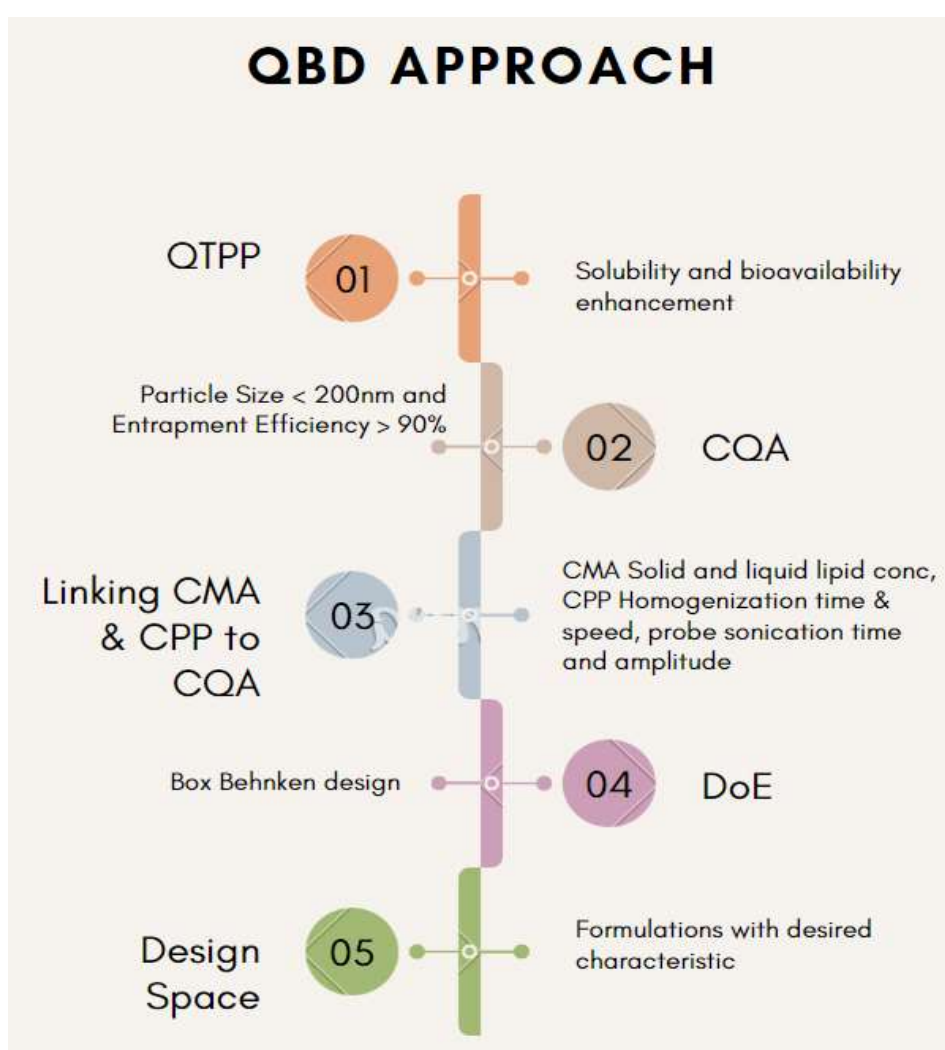 QBD APPROACH
QTPP
01
Solubility and bioavailability
enhancement
Particle Size < 200nm and
Entrapment Efficiency > 90%
02
CQA
Linking CMA
& CPP to
CQA
03
CMA Solid and liquid lipid conc,
CPP Homogenization time &
speed, probe sonication time
and amplitude
Box Behnken design
04
DoE
Design
Space
05
Formulations with desired
characteristic